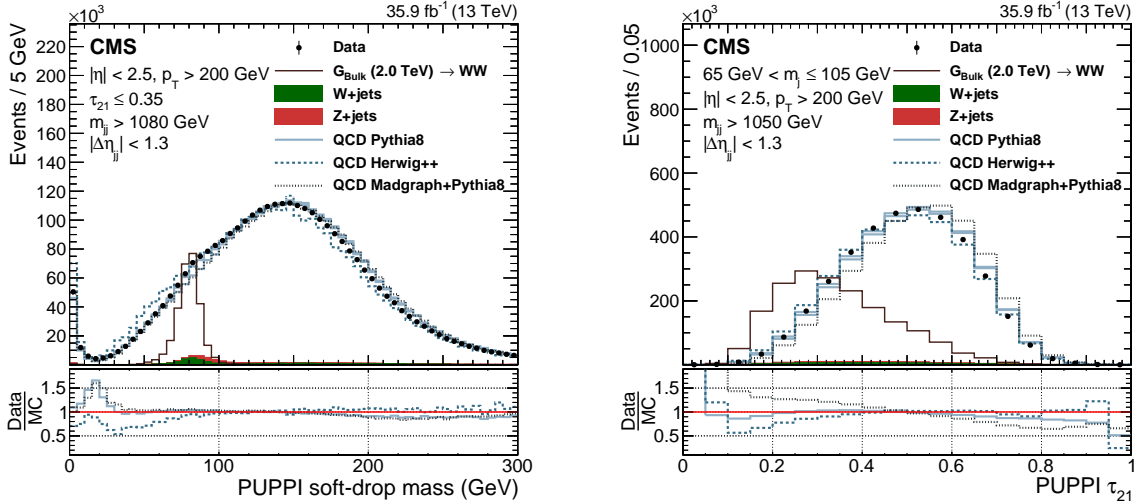 ×10³ 35.9 fb⁻¹ (13 TeV)
CMS
|η| < 2.5, p_T > 200 GeV
τ₂₁ ≤ 0.35
m_jj > 1080 GeV
|Δη_jj| < 1.3
Data
G_Bulk (2.0 TeV) → WW
W+jets
Z+jets
QCD Pythia8
QCD Herwig++
QCD Madgraph+Pythia8
Events / 5 GeV
220
200
180
160
140
120
100
80
60
40
20
Data
MC
1.5
1
0.5
0 100 200 300
PUPPI soft-drop mass (GeV)
×10³ 35.9 fb⁻¹ (13 TeV)
CMS
65 GeV < m_j ≤ 105 GeV
|η| < 2.5, p_T > 200 GeV
m_jj > 1050 GeV
|Δη_jj| < 1.3
Data
G_Bulk (2.0 TeV) → WW
W+jets
Z+jets
QCD Pythia8
QCD Herwig++
QCD Madgraph+Pythia8
Events / 0.05
1000
800
600
400
200
0
Data
MC
1.5
1
0.5
0 0.2 0.4 0.6 0.8 1
PUPPI τ₂₁